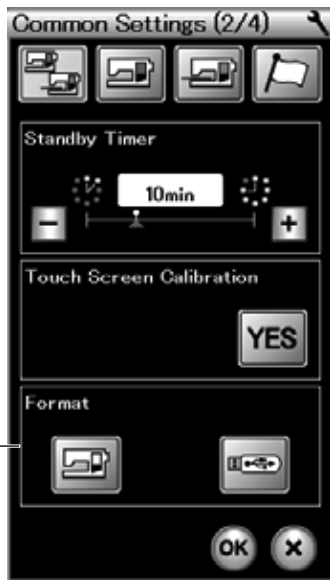 Common Settings (2/4)
Standby Timer
10min
- +
Touch Screen Calibration
YES
Format
OK x